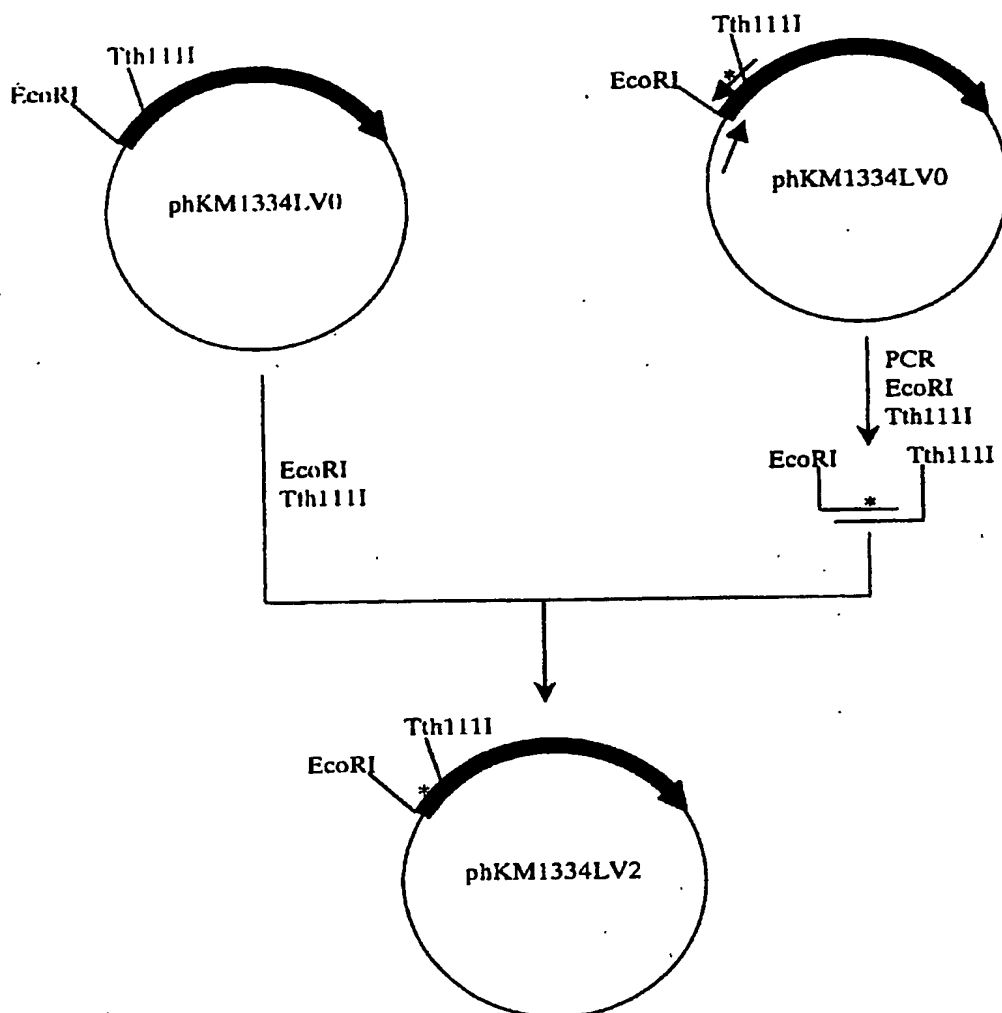 Tth111I
EcoRI
phKM1334LV0
Tth111I
*
EcoRI
phKM1334LV0
PCR
EcoRI
Tth111I
EcoRI
Tth111I
EcoRI
Tth111I
*
Tth111I
EcoRI
*
phKM1334LV2